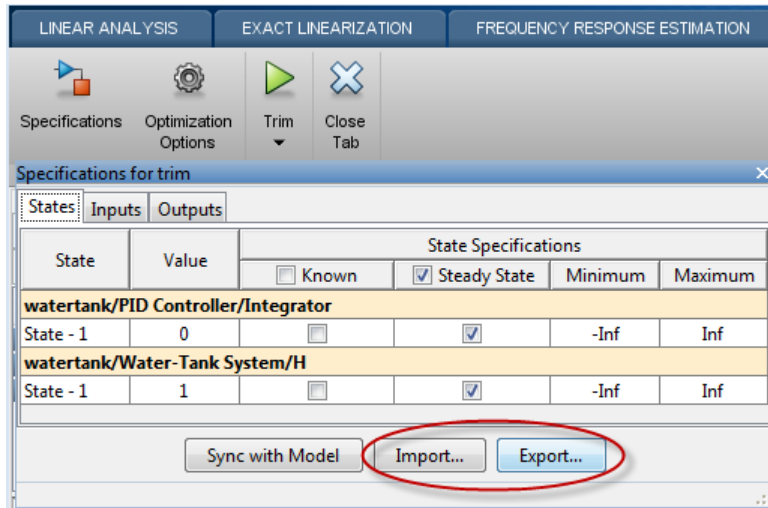 LINEAR ANALYSIS EXACT LINEARIZATION FREQUENCY RESPONSE ESTIMATION
Specifications Optimization Options Trim Close Tab
Specifications for trim
States Inputs Outputs
State Value State Specifications
Known Steady State Minimum Maximum
watertank/PID Controller/Integrator
State - 1 0 -Inf Inf
watertank/Water-Tank System/H
State - 1 1 -Inf Inf
Sync with Model Import... Export...